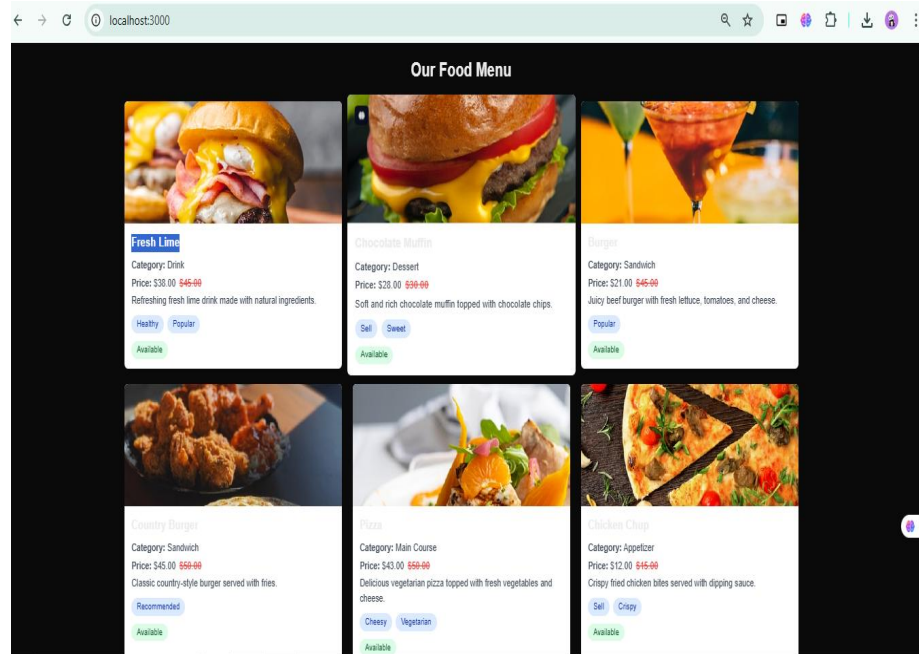 localhost:3000
Our Food Menu
Fresh Lime
Category: Drink
Price: $38.00 $45.00
Refreshing fresh lime drink made with natural ingredients.
Healthy Popular
Available
Chocolate Muffin
Category: Dessert
Price: $28.00 $30.00
Soft and rich chocolate muffin topped with chocolate chips.
Sell Sweet
Available
Burger
Category: Sandwich
Price: $21.00 $45.00
Juicy beef burger with fresh lettuce, tomatoes, and cheese.
Popular
Available
Country Burger
Category: Sandwich
Price: $45.00 $50.00
Classic country-style burger served with fries.
Recommended
Available
Pizza
Category: Main Course
Price: $43.00 $50.00
Delicious vegetarian pizza topped with fresh vegetables and
cheese.
Cheesy Vegetarian
Available
Chicken Chup
Category: Appetizer
Price: $12.00 $15.00
Crispy fried chicken bites served with dipping sauce.
Sell Crispy
Available